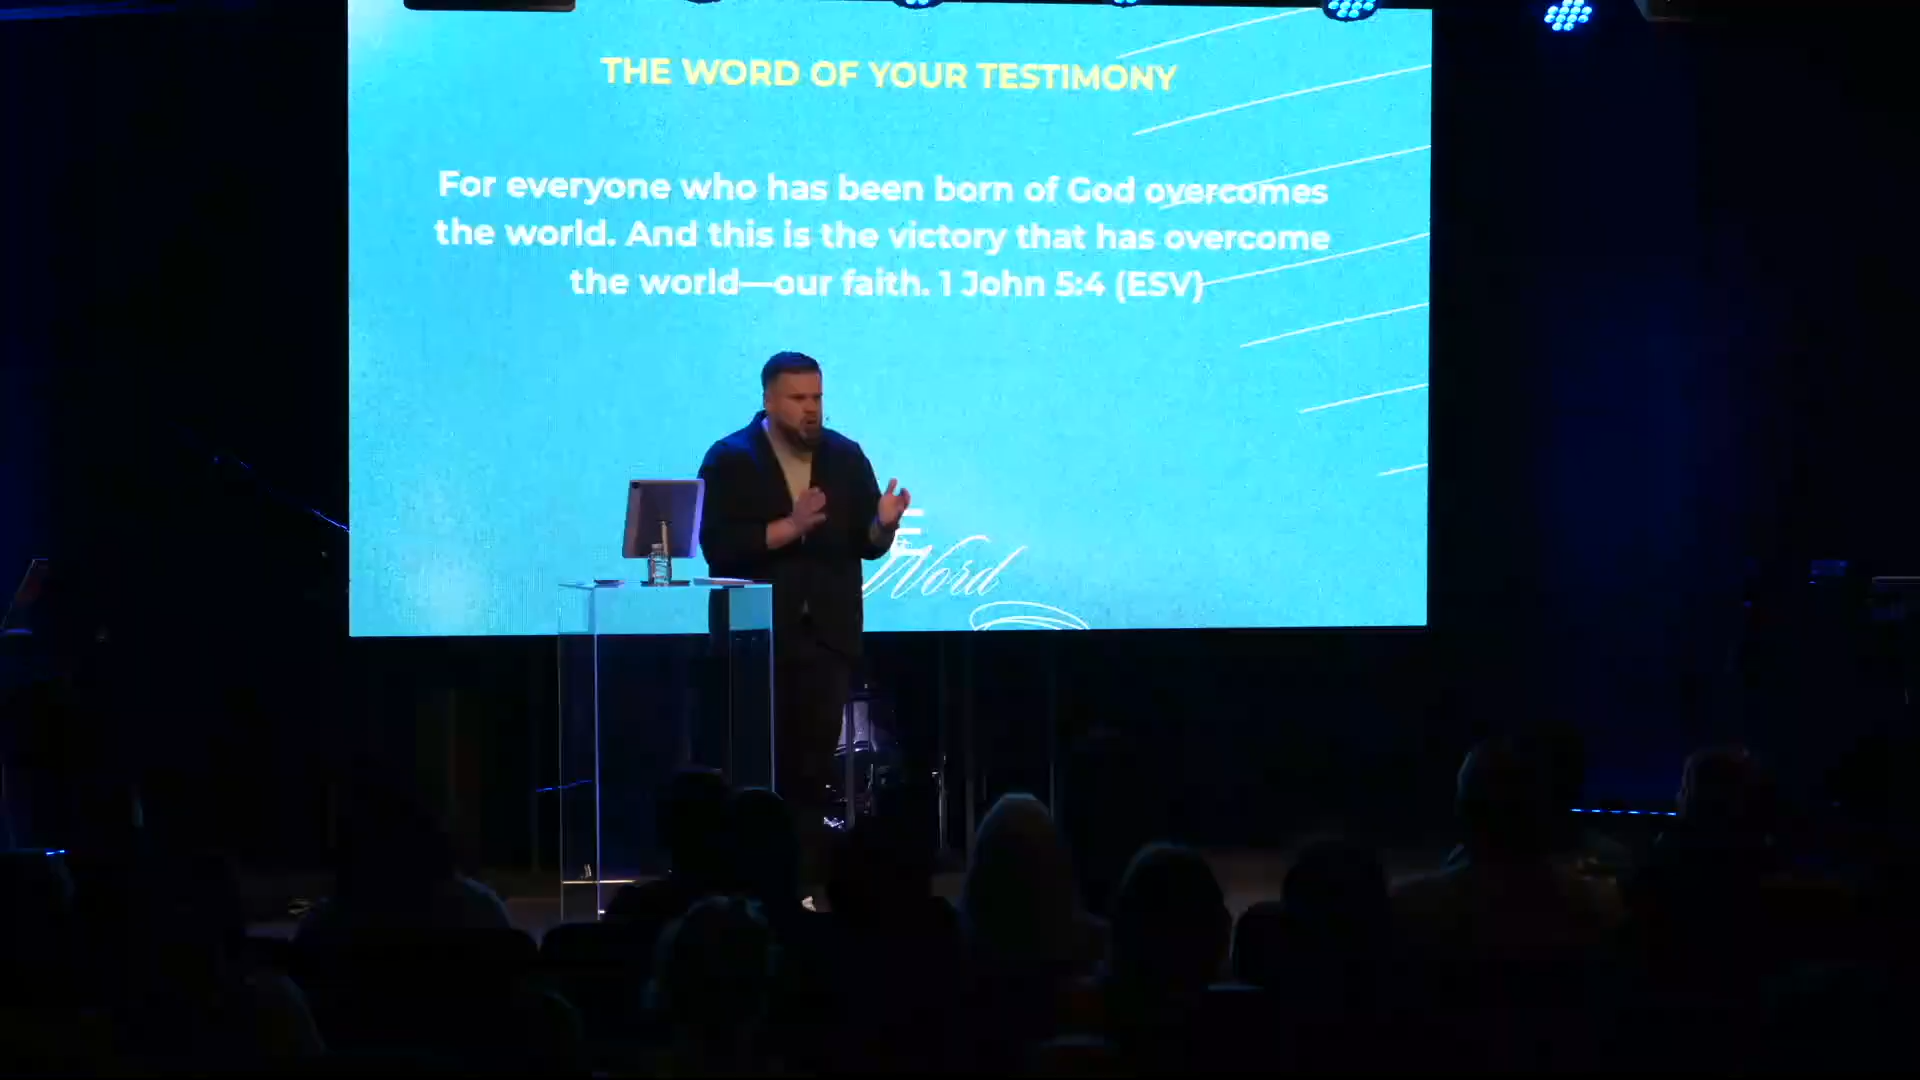 THE WORD OF YOUR TESTIMONY
For everyone who has been born of God overcomes
the world. And this is the victory that has overcome
the world—our faith. 1 John 5:4 (ESV)
Word